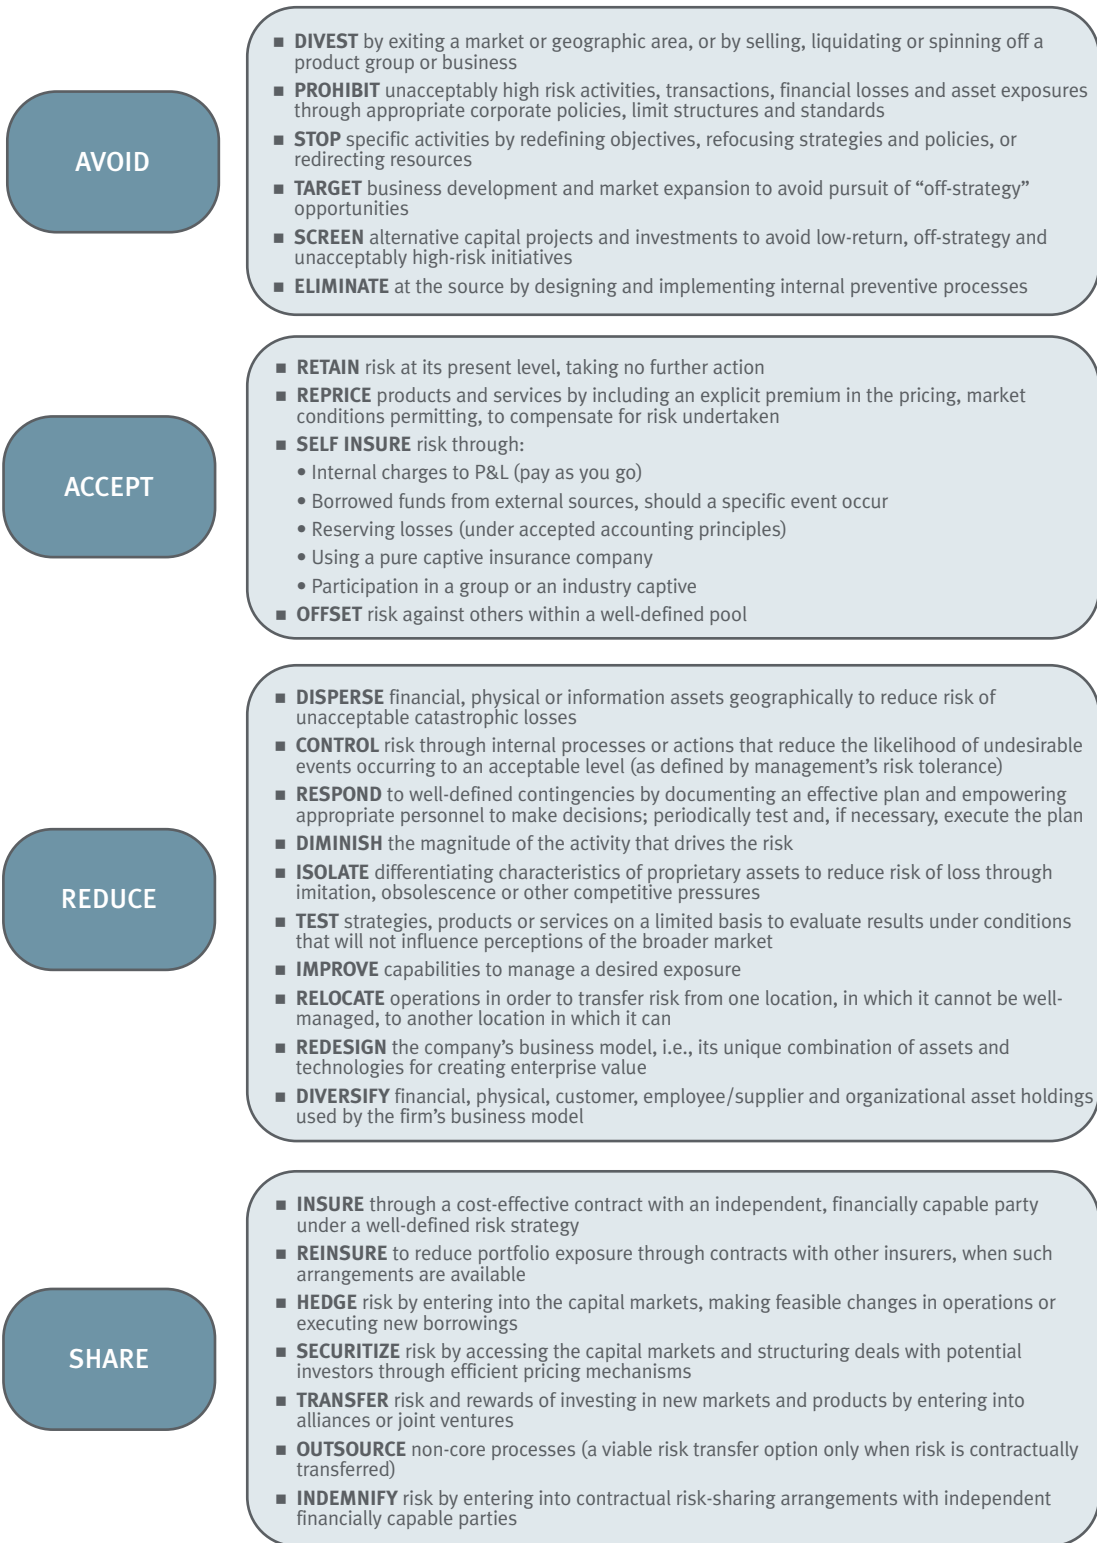 AVOID
■ DIVEST by exiting a market or geographic area, or by selling, liquidating or spinning off a
product group or business
■ PROHIBIT unacceptably high risk activities, transactions, financial losses and asset exposures
through appropriate corporate policies, limit structures and standards
■ STOP specific activities by redefining objectives, refocusing strategies and policies, or
redirecting resources
■ TARGET business development and market expansion to avoid pursuit of “off-strategy”
opportunities
■ SCREEN alternative capital projects and investments to avoid low-return, off-strategy and
unacceptably high-risk initiatives
■ ELIMINATE at the source by designing and implementing internal preventive processes
ACCEPT
■ RETAIN risk at its present level, taking no further action
■ REPRICE products and services by including an explicit premium in the pricing, market
conditions permitting, to compensate for risk undertaken
■ SELF INSURE risk through:
• Internal charges to P&L (pay as you go)
• Borrowed funds from external sources, should a specific event occur
• Reserving losses (under accepted accounting principles)
• Using a pure captive insurance company
• Participation in a group or an industry captive
■ OFFSET risk against others within a well-defined pool
REDUCE
■ DISPERSE financial, physical or information assets geographically to reduce risk of
unacceptable catastrophic losses
■ CONTROL risk through internal processes or actions that reduce the likelihood of undesirable
events occurring to an acceptable level (as defined by management’s risk tolerance)
■ RESPOND to well-defined contingencies by documenting an effective plan and empowering
appropriate personnel to make decisions; periodically test and, if necessary, execute the plan
■ DIMINISH the magnitude of the activity that drives the risk
■ ISOLATE differentiating characteristics of proprietary assets to reduce risk of loss through
imitation, obsolescence or other competitive pressures
■ TEST strategies, products or services on a limited basis to evaluate results under conditions
that will not influence perceptions of the broader market
■ IMPROVE capabilities to manage a desired exposure
■ RELOCATE operations in order to transfer risk from one location, in which it cannot be well-
managed, to another location in which it can
■ REDESIGN the company’s business model, i.e., its unique combination of assets and
technologies for creating enterprise value
■ DIVERSIFY financial, physical, customer, employee/supplier and organizational asset holdings
used by the firm’s business model
SHARE
■ INSURE through a cost-effective contract with an independent, financially capable party
under a well-defined risk strategy
■ REINSURE to reduce portfolio exposure through contracts with other insurers, when such
arrangements are available
■ HEDGE risk by entering into the capital markets, making feasible changes in operations or
executing new borrowings
■ SECURITIZE risk by accessing the capital markets and structuring deals with potential
investors through efficient pricing mechanisms
■ TRANSFER risk and rewards of investing in new markets and products by entering into
alliances or joint ventures
■ OUTSOURCE non-core processes (a viable risk transfer option only when risk is contractually
transferred)
■ INDEMNIFY risk by entering into contractual risk-sharing arrangements with independent
financially capable parties